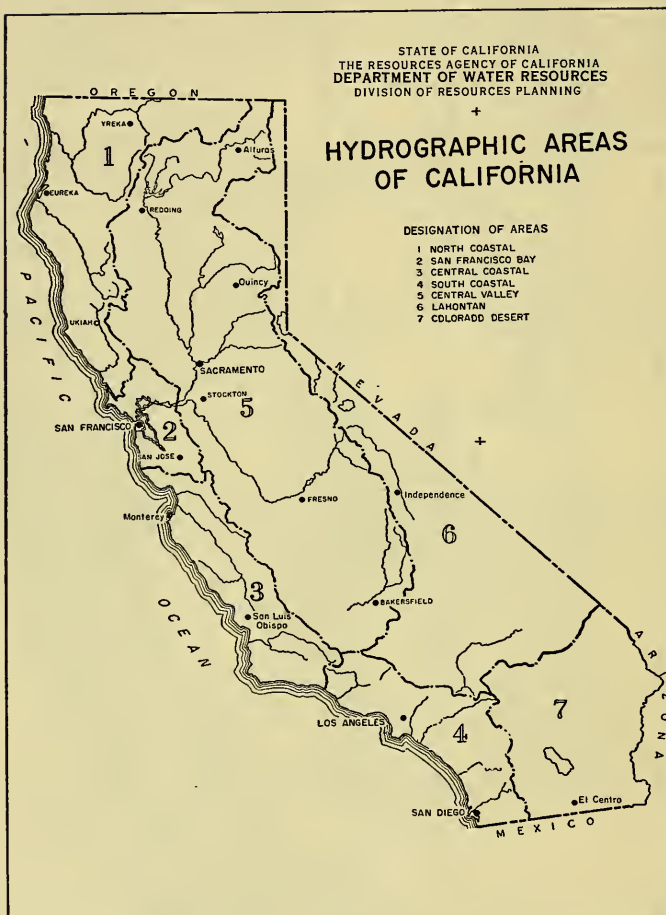 STATE OF CALIFORNIA
THE RESOURCES AGENCY OF CALIFORNIA
DEPARTMENT OF WATER RESOURCES
DIVISION OF RESOURCES PLANNING
HYDROGRAPHIC AREAS
OF CALIFORNIA
DESIGNATION OF AREAS
1 NORTH COASTAL
2 SAN FRANCISCO BAY
3 CENTRAL COASTAL
4 SOUTH COASTAL
5 CENTRAL VALLEY
6 LAHONTAN
7 COLORADO DESERT
OREGON
YREKA
1
Alturas
EUREKA
REDDING
PACIFIC
Quincy
UKIAH
NEVADA
SACRAMENTO
STOCKTON
5
SAN FRANCISCO
2
SAN JOSE
Independence
FRESNO
Monterey
6
3
BAKERSFIELD
San Luis
Obispo
OCEAN
ARIZONA
7
LOS ANGELES
4
El Centro
SAN DIEGO
MEXICO